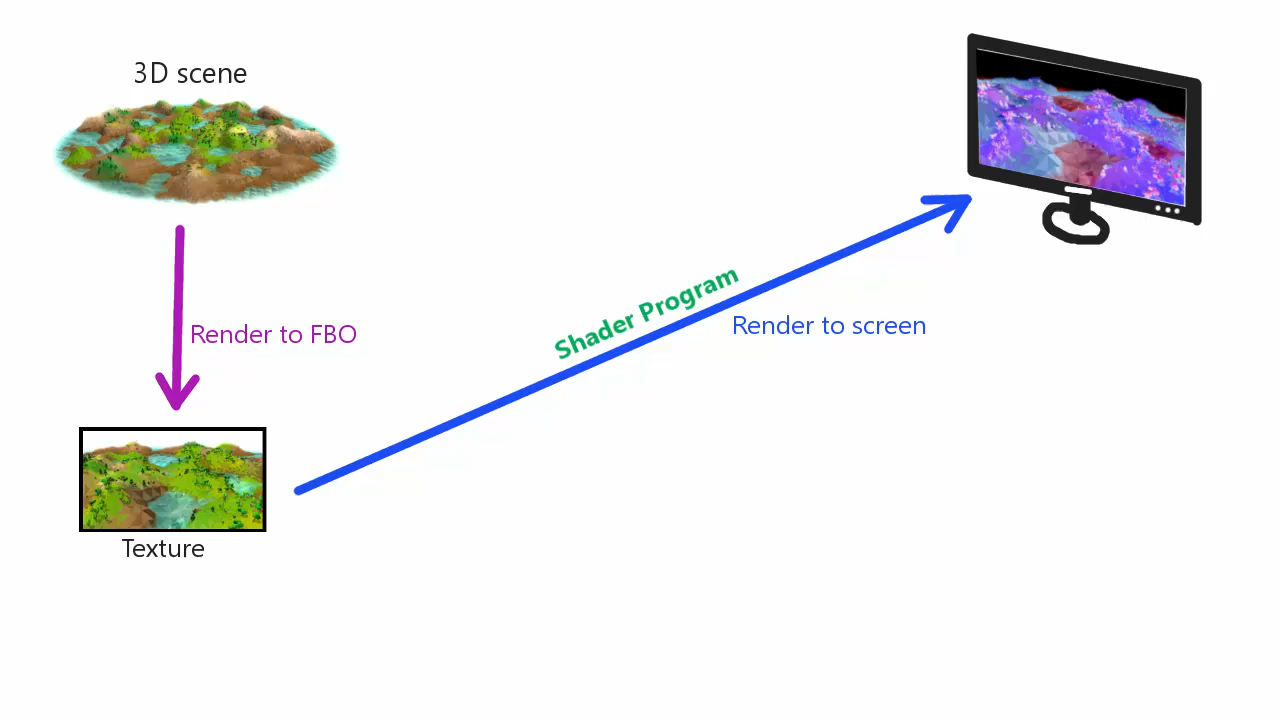 3D scene
Shader Program
Render to screen
Render to FBO
Texture